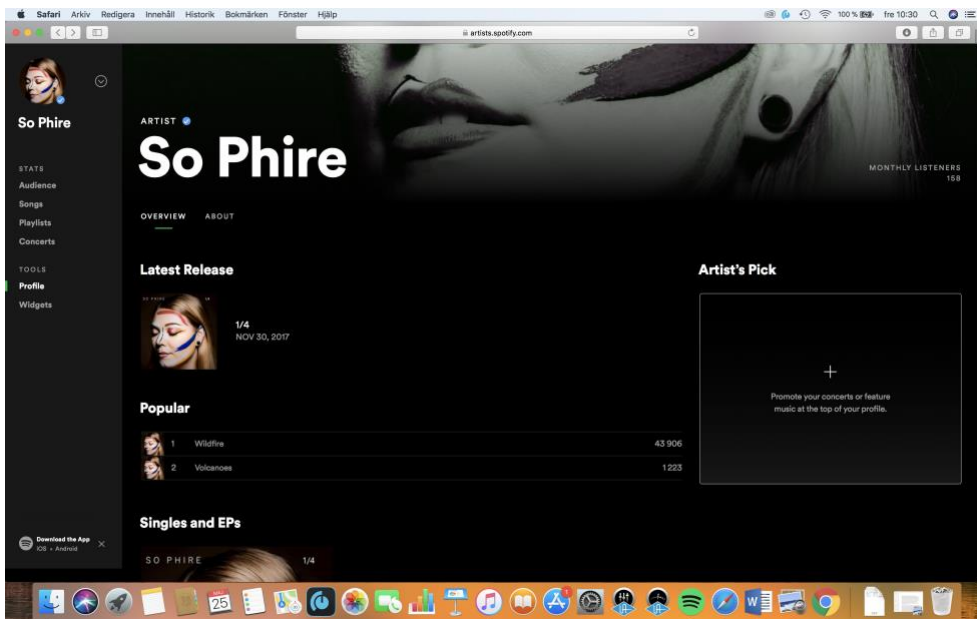 Safari Arkiv Redigera Innehåll Historik Bokmärken Fönster Hjälp 100 % fre 10:30
artists.spotify.com
So Phire
STATS
Audience
Songs
Playlists
Concerts
TOOLS
Profile
Widgets
Download the App
iOS • Android
ARTIST
So Phire
MONTHLY LISTENERS
158
OVERVIEW ABOUT
Latest Release
SO PHIRE
1/4
NOV 30, 2017
Artist's Pick
Promote your concerts or feature
music at the top of your profile.
Popular
1 Wildfire 43 906
2 Volcanoes 1 223
Singles and EPs
SO PHIRE 1/4
25